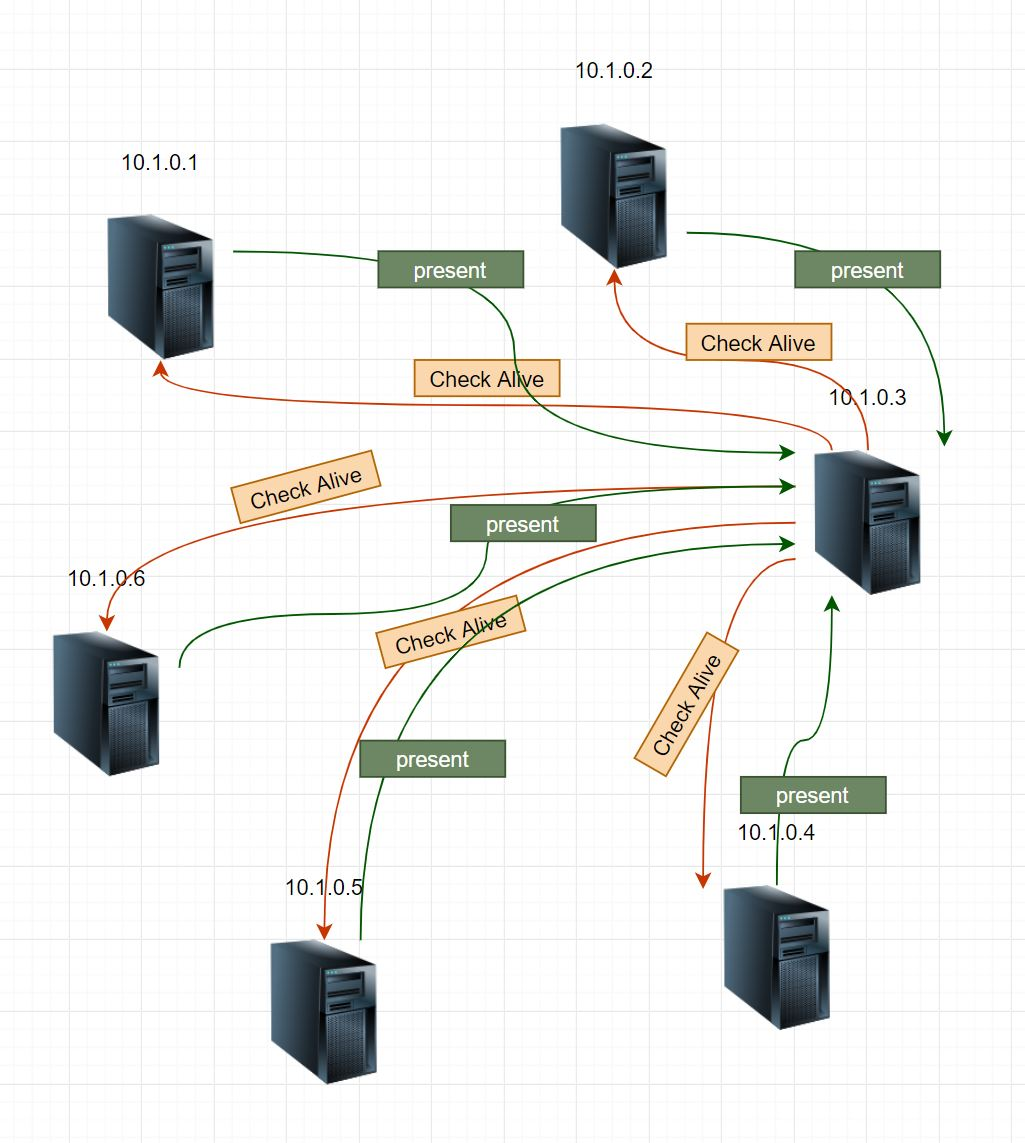 10.1.0.2
10.1.0.1
present
present
Check Alive
Check Alive
10.1.0.3
Check Alive
present
10.1.0.6
Check Alive
Check Alive
present
present
10.1.0.4
10.1.0.5